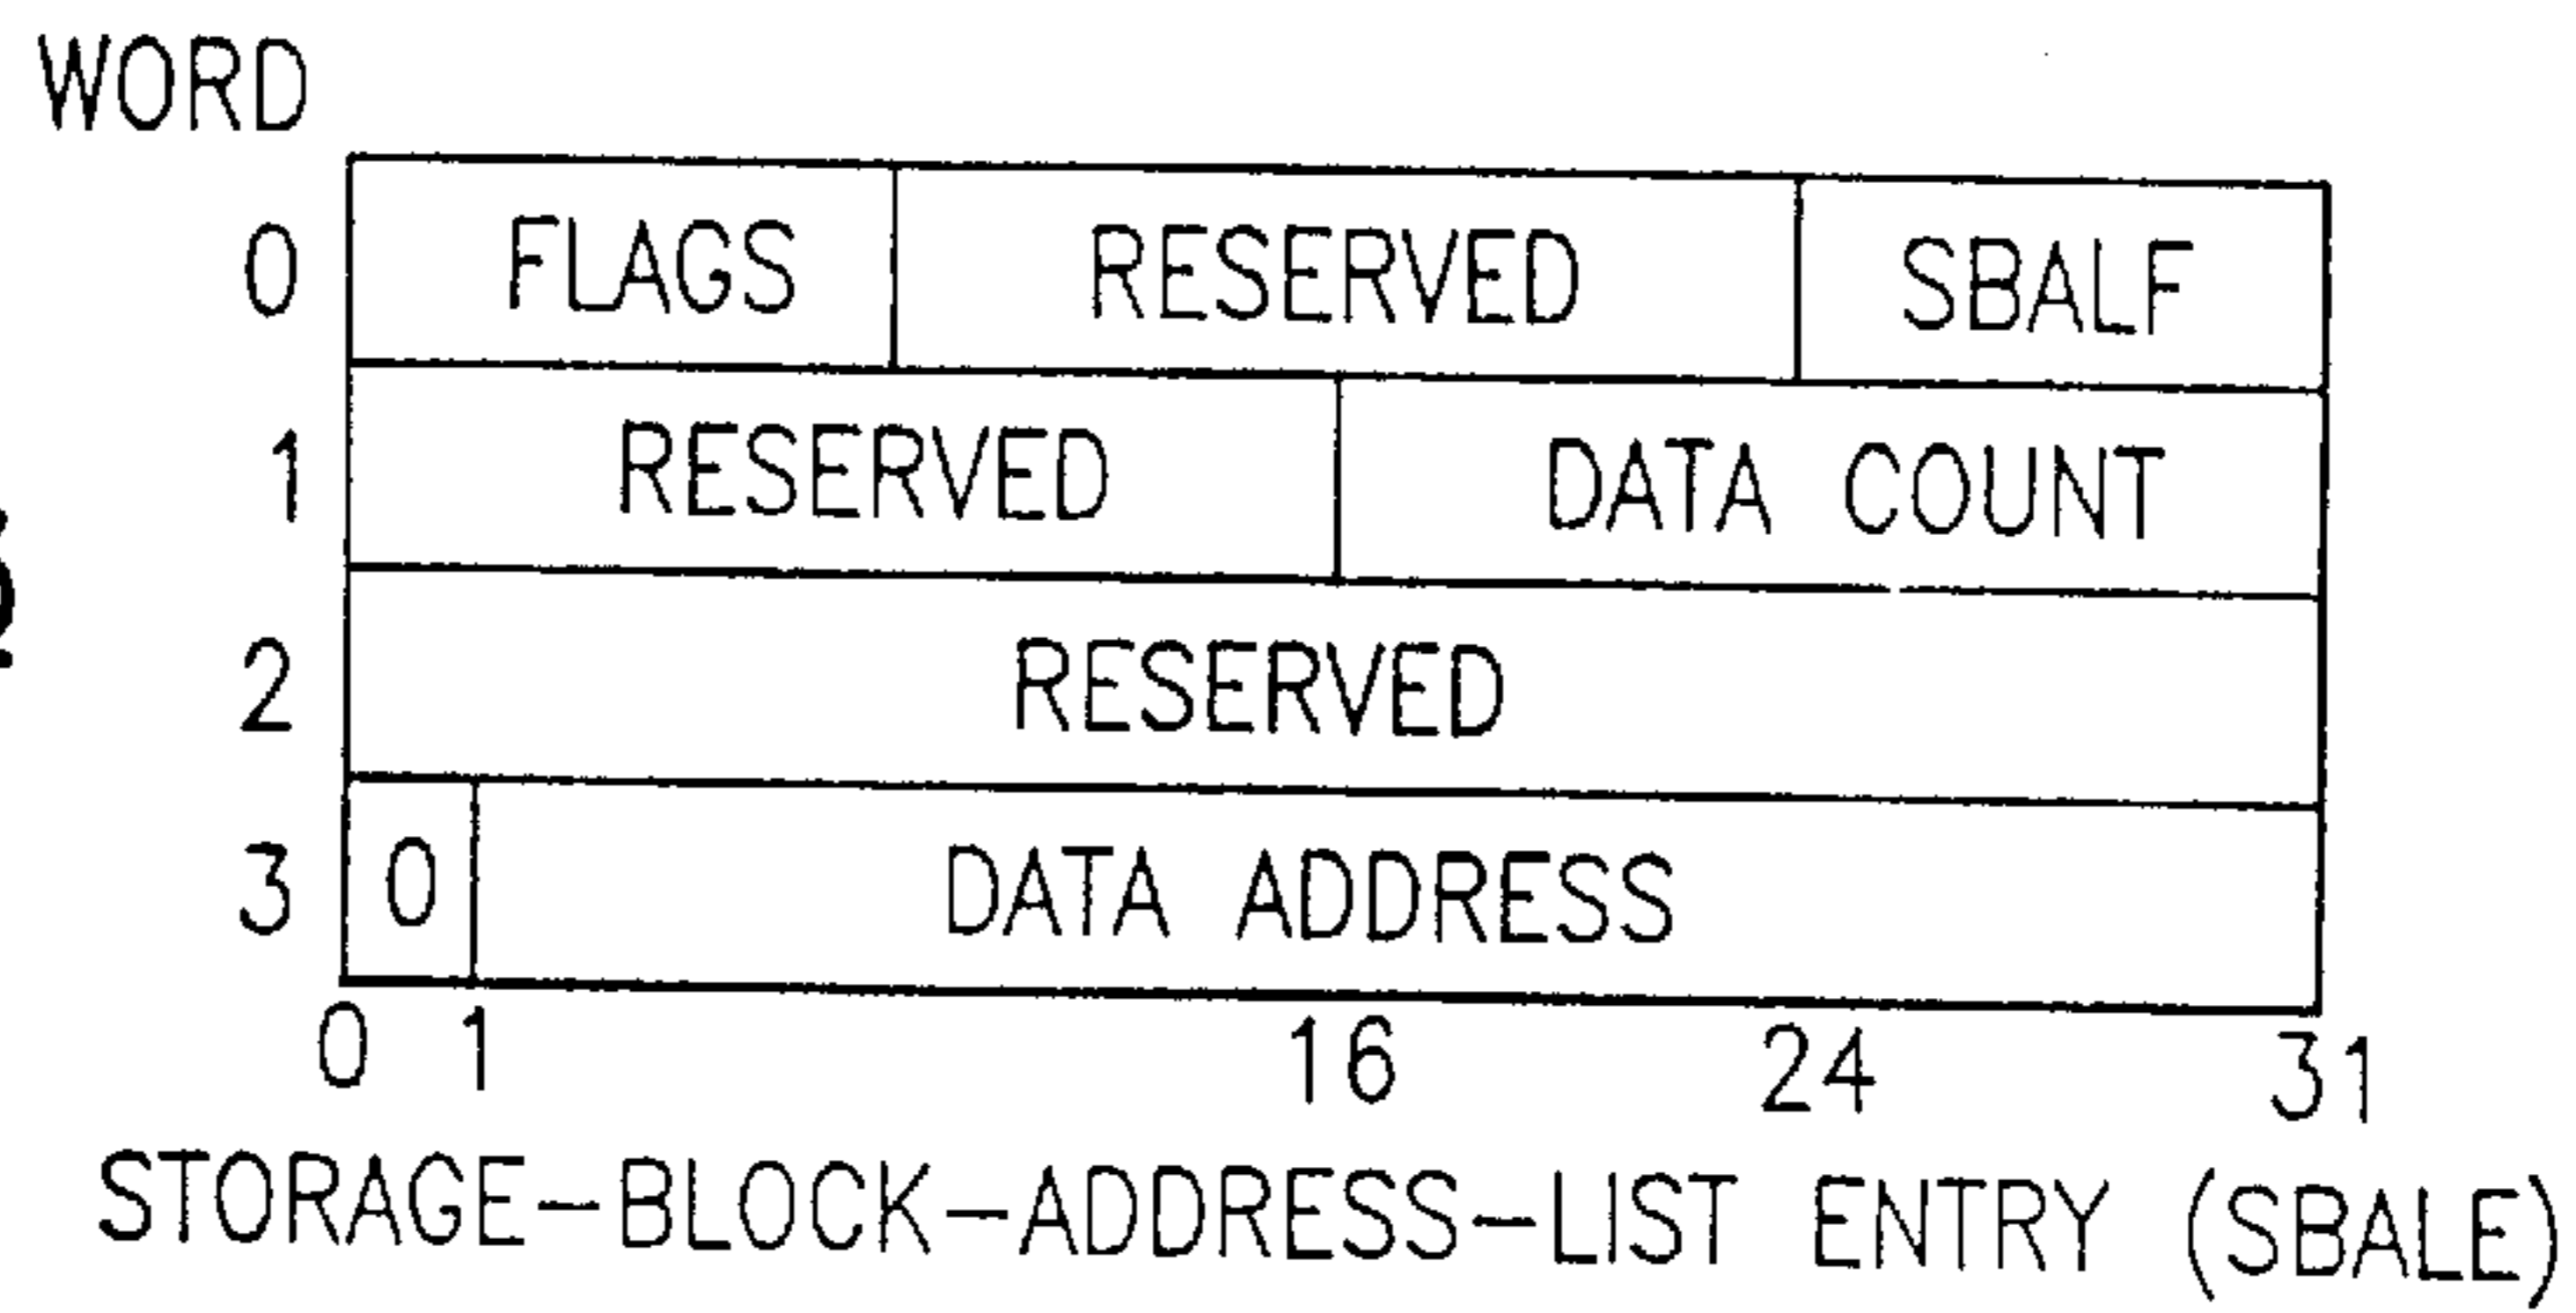 WORD
0 FLAGS RESERVED SBALF
1 RESERVED DATA COUNT
2 RESERVED
3 0 DATA ADDRESS
0 1 16 24 31
STORAGE-BLOCK-ADDRESS-LIST ENTRY (SBALE)